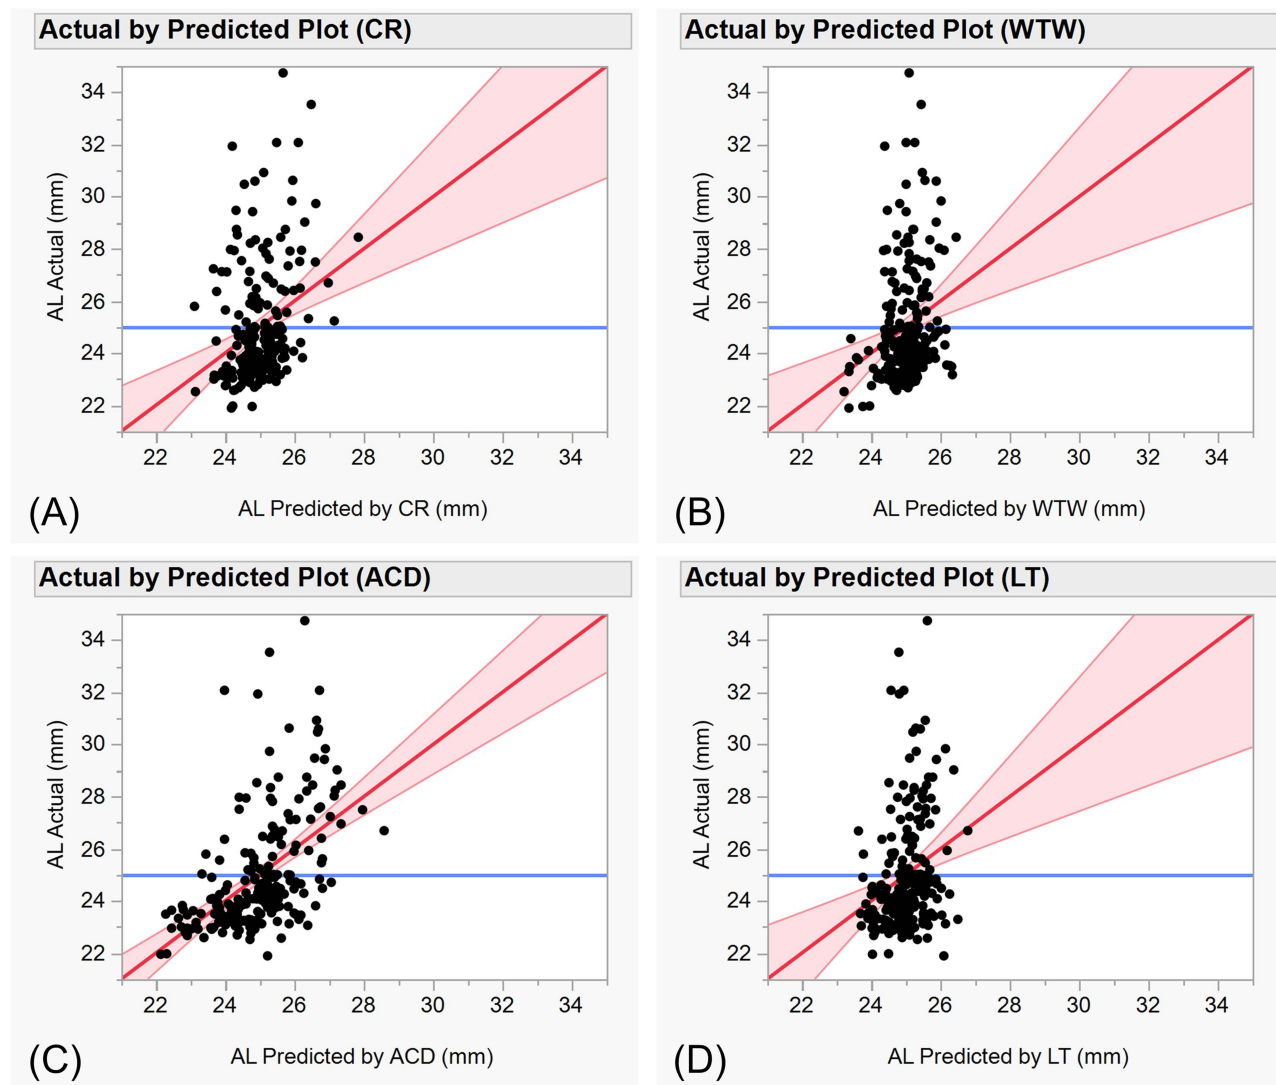 Actual by Predicted Plot (CR)
AL Actual (mm)
34
32
30
28
26
24
22
22 24 26 28 30 32 34
AL Predicted by CR (mm)
(A)
Actual by Predicted Plot (WTW)
AL Actual (mm)
34
32
30
28
26
24
22
22 24 26 28 30 32 34
AL Predicted by WTW (mm)
(B)
Actual by Predicted Plot (ACD)
AL Actual (mm)
34
32
30
28
26
24
22
22 24 26 28 30 32 34
AL Predicted by ACD (mm)
(C)
Actual by Predicted Plot (LT)
AL Actual (mm)
34
32
30
28
26
24
22
22 24 26 28 30 32 34
AL Predicted by LT (mm)
(D)